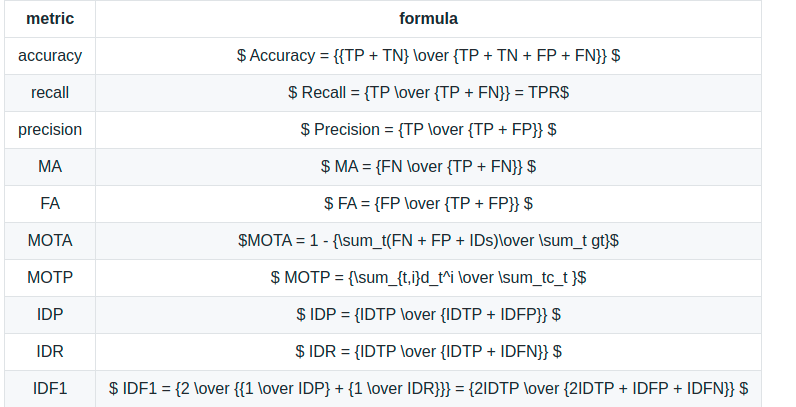 metric formula
accuracy $ Accuracy = {{TP + TN} \over {TP + TN + FP + FN}} $
recall $ Recall = {TP \over {TP + FN}} = TPR$
precision $ Precision = {TP \over {TP + FP}} $
MA $ MA = {FN \over {TP + FN}} $
FA $ FA = {FP \over {TP + FP}} $
MOTA $MOTA = 1 - {\sum_t(FN + FP + IDs)\over \sum_t gt}$
MOTP $ MOTP = {\sum_{t,i}d_t^i \over \sum_tc_t }$
IDP $ IDP = {IDTP \over {IDTP + IDFP}} $
IDR $ IDR = {IDTP \over {IDTP + IDFN}} $
IDF1 $ IDF1 = {2 \over {{1 \over IDP} + {1 \over IDR}}} = {2IDTP \over {2IDTP + IDFP + IDFN}} $